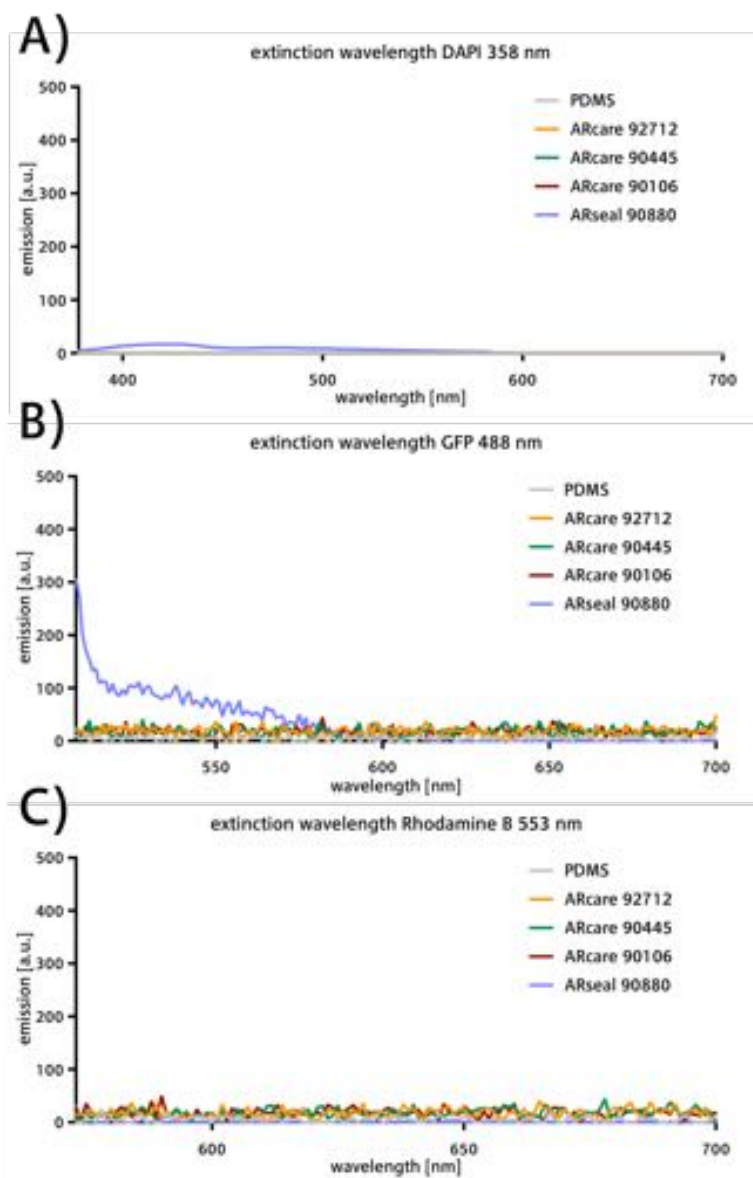 A)
extinction wavelength DAPI 358 nm
500
400
300
200
100
0
emission [a.u.]
PDMS
ARcare 92712
ARcare 90445
ARcare 90106
ARseal 90880
400
500
600
700
wavelength [nm]
B)
extinction wavelength GFP 488 nm
500
400
300
200
100
0
emission [a.u.]
PDMS
ARcare 92712
ARcare 90445
ARcare 90106
ARseal 90880
550
600
650
700
wavelength [nm]
C)
extinction wavelength Rhodamine B 553 nm
500
400
300
200
100
0
emission [a.u.]
PDMS
ARcare 92712
ARcare 90445
ARcare 90106
ARseal 90880
600
650
700
wavelength [nm]